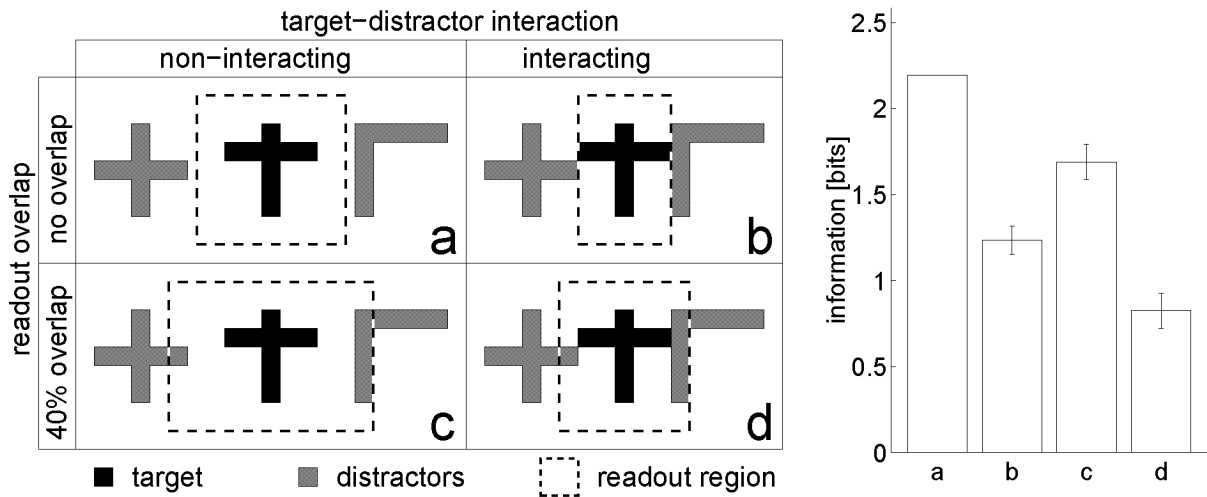 target−distractor interaction
non−interacting
interacting
readout overlap
no overlap
40% overlap
a
b
c
d
target
distractors
readout region
information [bits]
2.5
2
1.5
1
0.5
0
a b c d